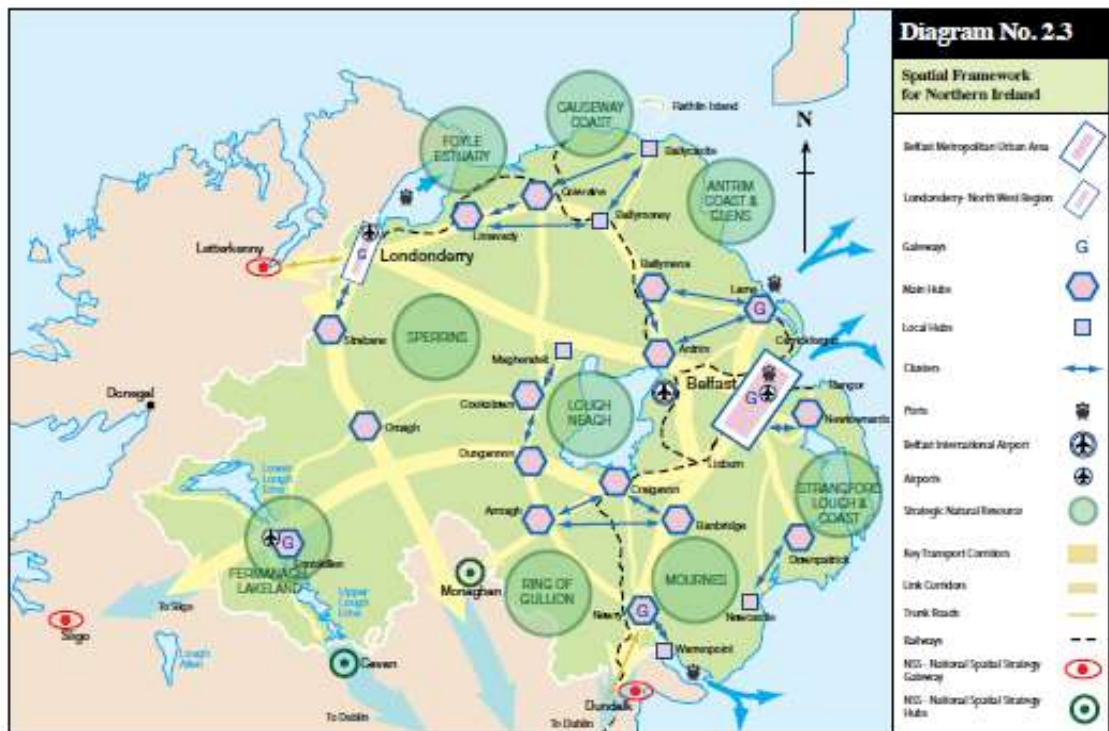 Diagram No. 2.3
Spatial Framework
for Northern Ireland
Belfast Metropolitan Urban Area
Londonderry - North West Region
Gateways
G
Main Hubs
Local Hubs
Clusters
Ports
Belfast International Airport
Airports
Strategic Natural Resource
Key Transport Corridors
Link Corridors
Trunk Roads
Railways
NSS - National Spatial Strategy
Gateway
NSS - National Spatial Strategy
Hubs
N
Rathlin Island
CAUSEWAY
COAST
FOYLE
ESTUARY
Ballycastle
ANTRIM
COAST &
GLENS
Coleraine
Limavady
Ballymoney
Letterkenny
G
Londonderry
Ballymena
Larne
G
Strabane
SPERRINS
Magherafelt
Antrim
Carrickfergus
Belfast
G
Bangor
Donegal
Cookstown
LOUGH
NEAGH
Newtownards
Omagh
Dungannon
Lisburn
Lower
Lough
Erne
Craigavon
STRANGFORD
LOUGH &
COAST
Armagh
Banbridge
G
Enniskillen
FERMANAGH
LAKELAND
Downpatrick
Monaghan
RING OF
GULLION
MOURNES
To Sligo
Upper
Lough
Erne
Newry
G
Newcastle
Sligo
Lough
Allen
Cavan
Warrenpoint
Dundalk
To Dublin
To Dublin